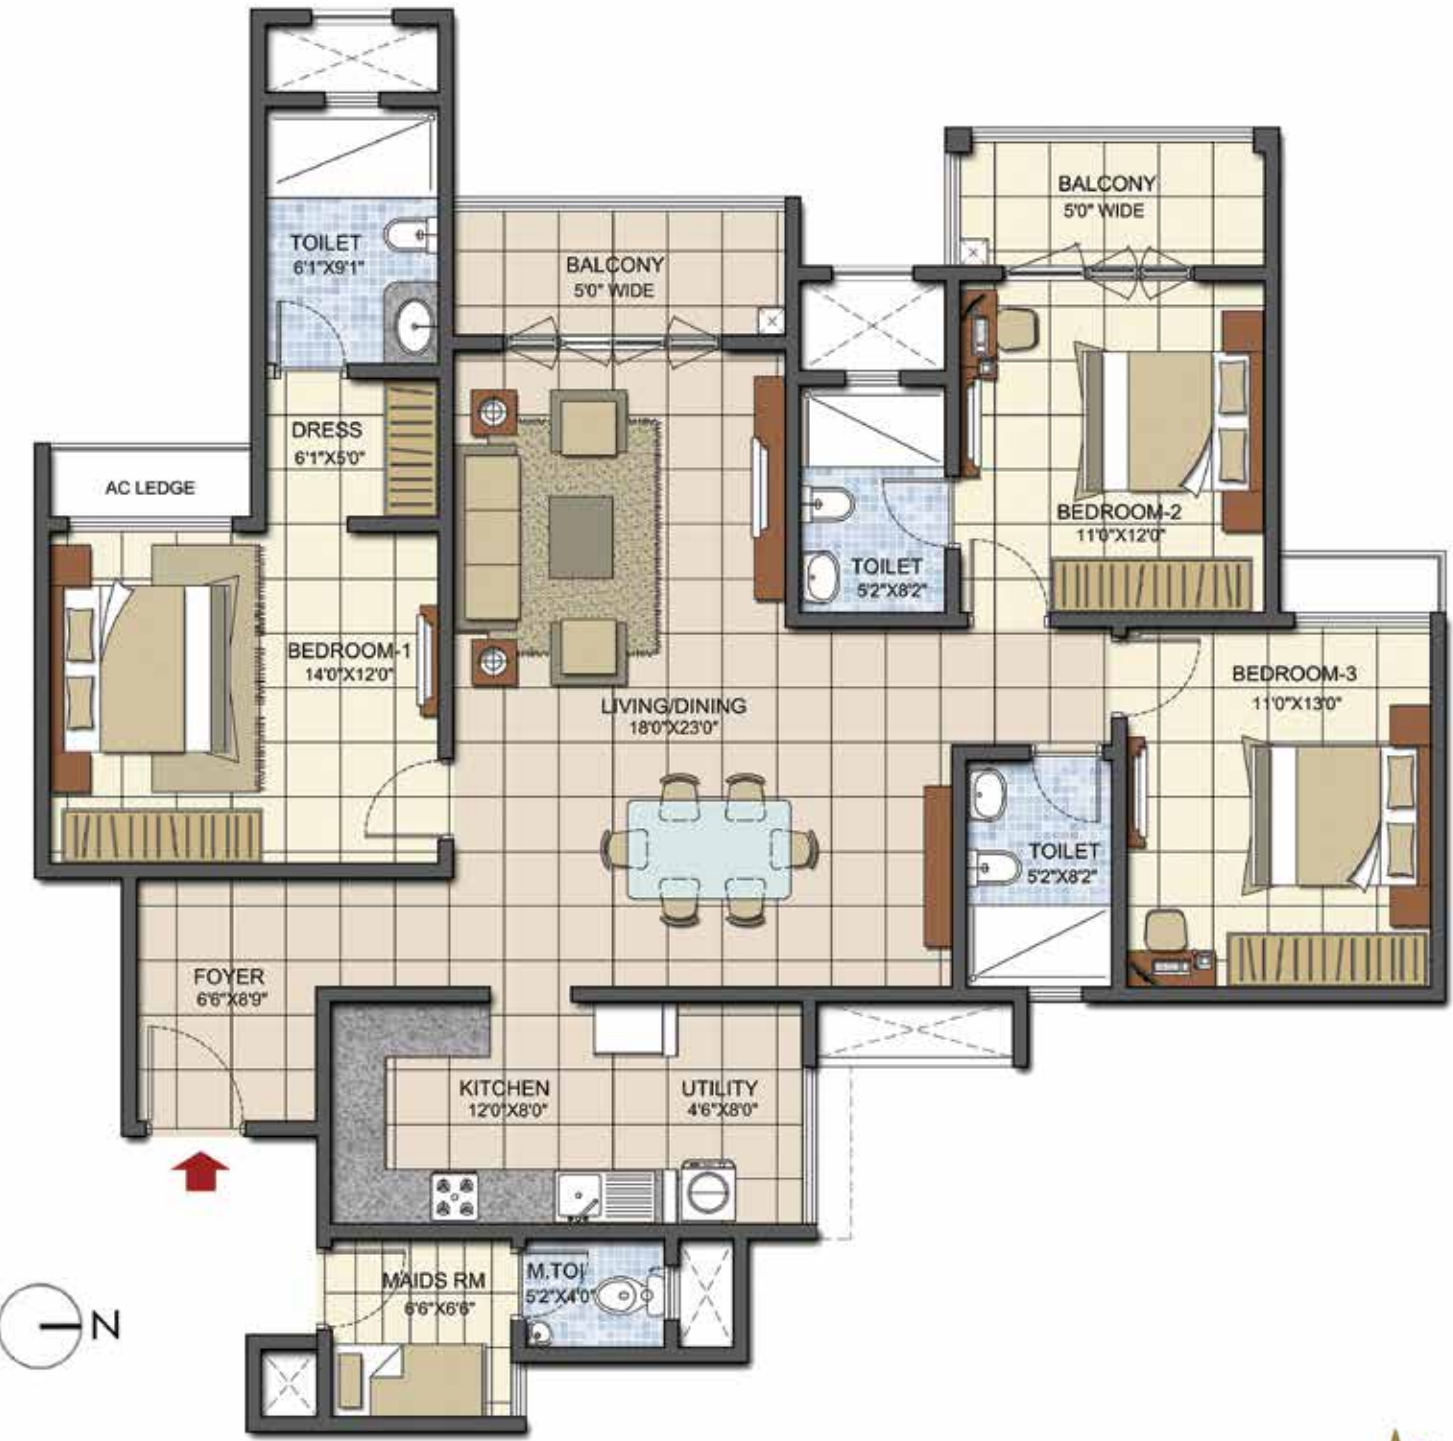 BALCONY
5'0" WIDE
TOILET
6'1"X9'1"
BALCONY
5'0" WIDE
DRESS
6'1"X5'0"
AC LEDGE
BEDROOM-2
11'0"X12'0"
TOILET
5'2"X8'2"
BEDROOM-1
14'0"X12'0"
BEDROOM-3
11'0"X13'0"
LIVING/DINING
18'0"X23'0"
TOILET
5'2"X8'2"
FOYER
6'6"X8'9"
KITCHEN
12'0"X8'0"
UTILITY
4'6"X8'0"
MAIDS RM
6'6"X6'6"
M.TOI
5'2"X4'0"
N